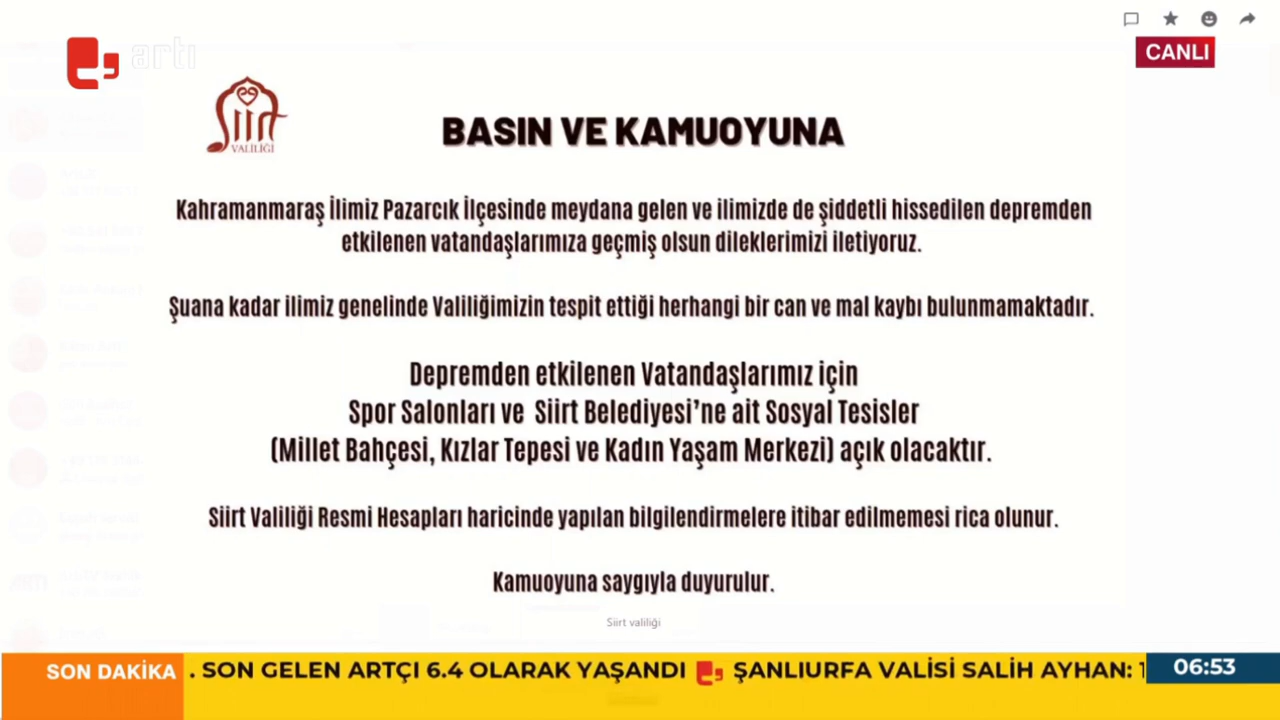 artı
CANLI
Siirt
VALİLİĞİ
BASIN VE KAMUOYUNA
Kahramanmaraş İlimiz Pazarcık İlçesinde meydana gelen ve ilimizde de şiddetli hissedilen depremden
etkilenen vatandaşlarımıza geçmiş olsun dileklerimizi iletiyoruz.
Şuana kadar ilimiz genelinde Valiliğimizin tespit ettiği herhangi bir can ve mal kaybı bulunmamaktadır.
Depremden etkilenen Vatandaşlarımız için
Spor Salonları ve Siirt Belediyesi’ne ait Sosyal Tesisler
(Millet Bahçesi, Kızlar Tepesi ve Kadın Yaşam Merkezi) açık olacaktır.
Siirt Valiliği Resmi Hesapları haricinde yapılan bilgilendirmelere itibar edilmemesi rica olunur.
Kamuoyuna saygıyla duyurulur.
Siirt valiliği
SON DAKİKA . SON GELEN ARTÇI 6.4 OLARAK YAŞANDI ŞANLIURFA VALİSİ SALİH AYHAN: 06:53